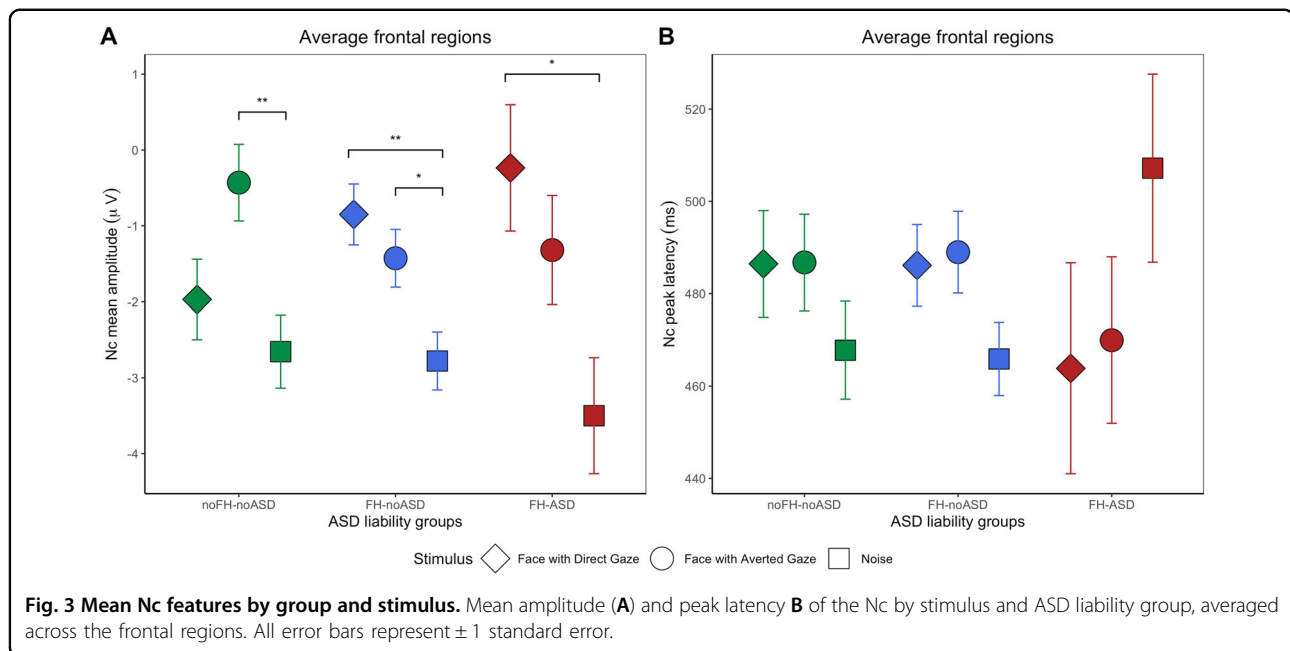 A
Average frontal regions
Nc mean amplitude (μ V)
1
0
-1
-2
-3
-4
**
**
*
*
noFH-noASD
FH-noASD
FH-ASD
ASD liability groups
B
Average frontal regions
Nc peak latency (ms)
520
500
480
460
440
noFH-noASD
FH-noASD
FH-ASD
ASD liability groups
Stimulus Face with Direct Gaze Face with Averted Gaze Noise
Fig. 3 Mean Nc features by group and stimulus. Mean amplitude (A) and peak latency B of the Nc by stimulus and ASD liability group, averaged
across the frontal regions. All error bars represent ± 1 standard error.